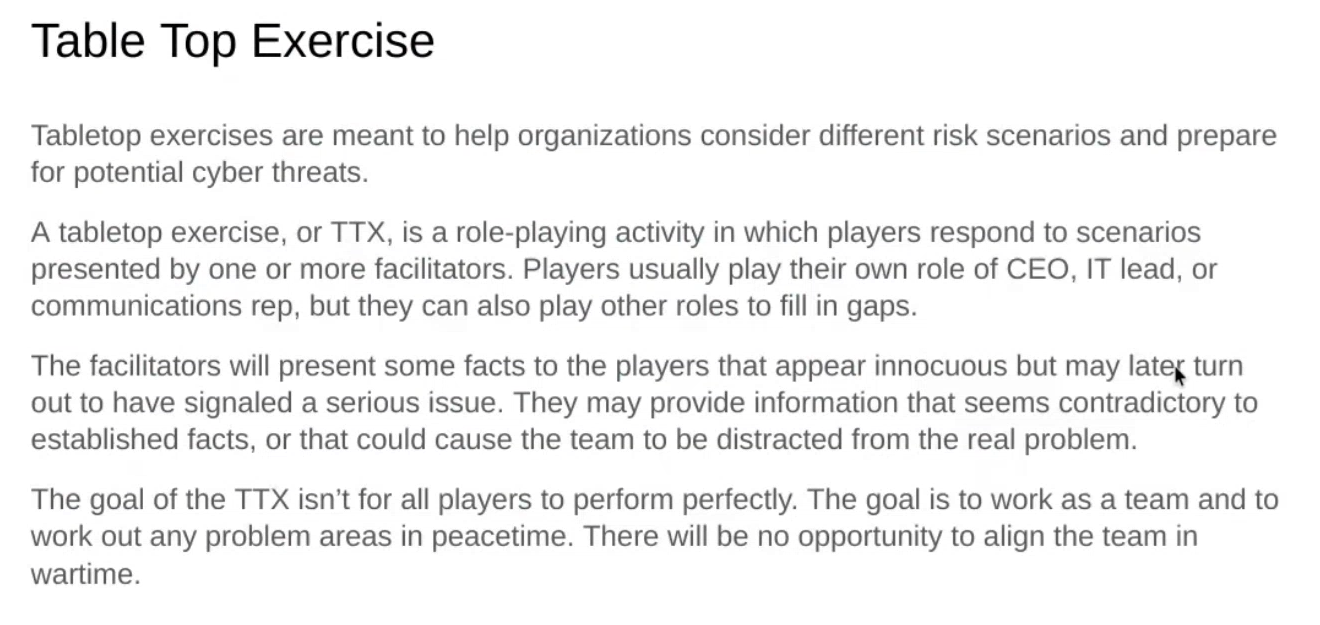 Table Top Exercise
Tabletop exercises are meant to help organizations consider different risk scenarios and prepare
for potential cyber threats.
A tabletop exercise, or TTX, is a role-playing activity in which players respond to scenarios
presented by one or more facilitators. Players usually play their own role of CEO, IT lead, or
communications rep, but they can also play other roles to fill in gaps.
The facilitators will present some facts to the players that appear innocuous but may later turn
out to have signaled a serious issue. They may provide information that seems contradictory to
established facts, or that could cause the team to be distracted from the real problem.
The goal of the TTX isn’t for all players to perform perfectly. The goal is to work as a team and to
work out any problem areas in peacetime. There will be no opportunity to align the team in
wartime.